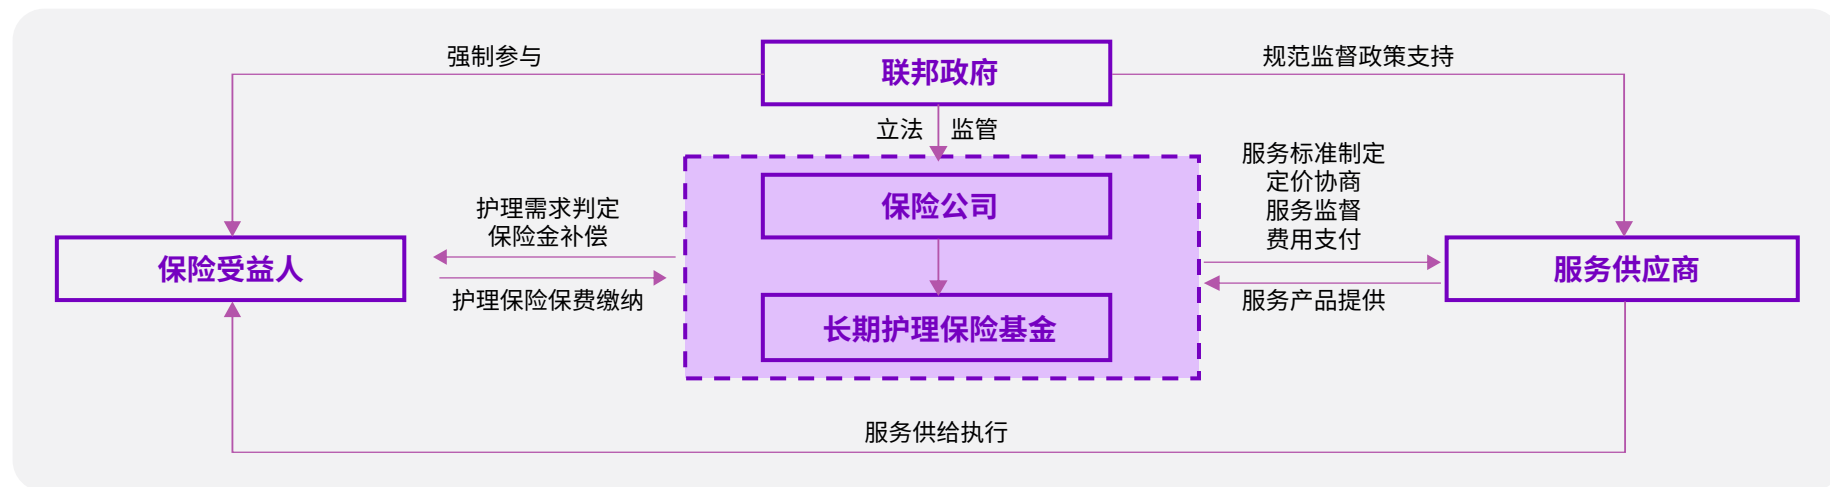 强制参与
联邦政府
规范监督政策支持
立法 监管
服务标准制定
定价协商
服务监督
费用支付
护理需求判定
保险金补偿
保险公司
保险受益人
服务供应商
护理保险保费缴纳
服务产品提供
长期护理保险基金
服务供给执行